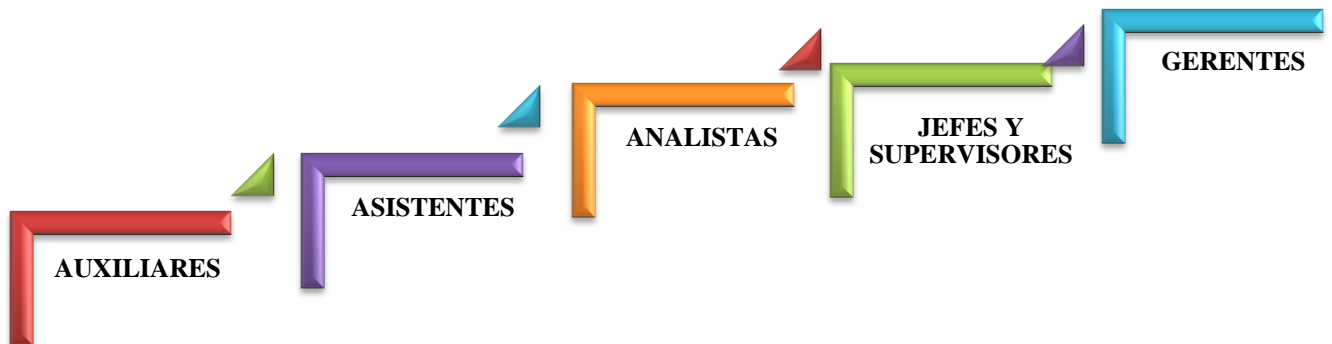 AUXILIARES
ASISTENTES
ANALISTAS
JEFES Y
SUPERVISORES
GERENTES